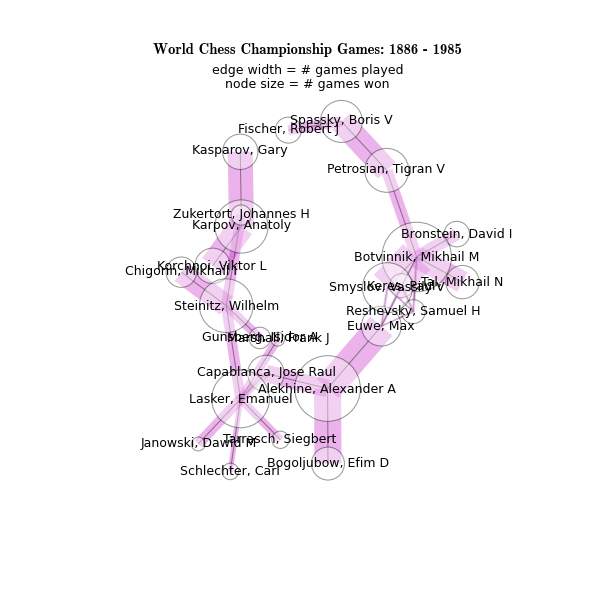 World Chess Championship Games: 1886 - 1985
edge width = # games played
node size = # games won
Spassky, Boris V
Fischer, Robert J
Kasparov, Gary
Petrosian, Tigran V
Zukertort, Johannes H
Karpov, Anatoly
Bronstein, David I
Botvinnik, Mikhail M
Korchnoi, Viktor L
Chigorin, Mikhail I
Tal, Mikhail N
Keres, Paul
Smyslov, Vassily V
Steinitz, Wilhelm
Reshevsky, Samuel H
Euwe, Max
Gunsberg, Isidor A
Marshall, Frank J
Capablanca, Jose Raul
Alekhine, Alexander A
Lasker, Emanuel
Tarrasch, Siegbert
Janowski, Dawid M
Bogoljubow, Efim D
Schlechter, Carl